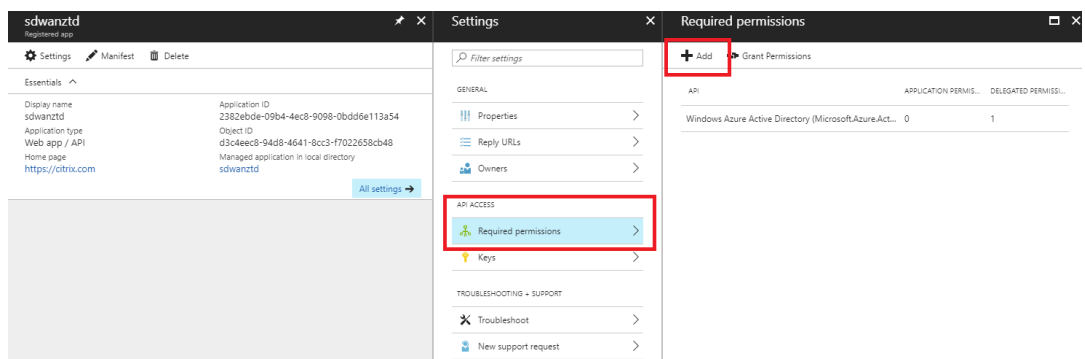 sdwanztd
Registered app
Settings Manifest Delete
Essentials
Display name
sdwanztd
Application type
Web app / API
Home page
https://citrix.com
Application ID
2382ebde-09b4-4ec8-9098-0bdd6e113a54
Object ID
d3c4eec8-94d8-4641-8cc3-f7022658cb48
Managed application in local directory
sdwanztd
All settings
Settings
Filter settings
GENERAL
Properties
Reply URLs
Owners
API ACCESS
Required permissions
Keys
TROUBLESHOOTING + SUPPORT
Troubleshoot
New support request
Required permissions
Add Grant Permissions
API APPLICATION PERMIS... DELEGATED PERMISSI...
Windows Azure Active Directory (Microsoft.Azure.Act... 0 1